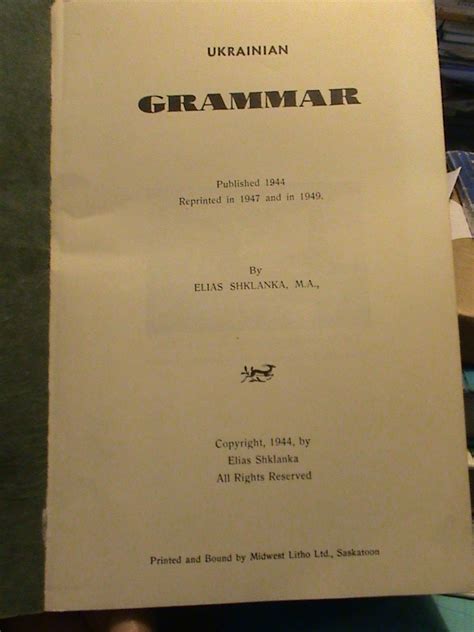 UKRAINIAN
GRAMMAR
Published 1944
Reprinted in 1947 and in 1949.
By
ELIAS SHKLANKA, M.A.,
Copyright, 1944, by
Elias Shklanka
All Rights Reserved
Printed and Bound by Midwest Litho Ltd., Saskatoon